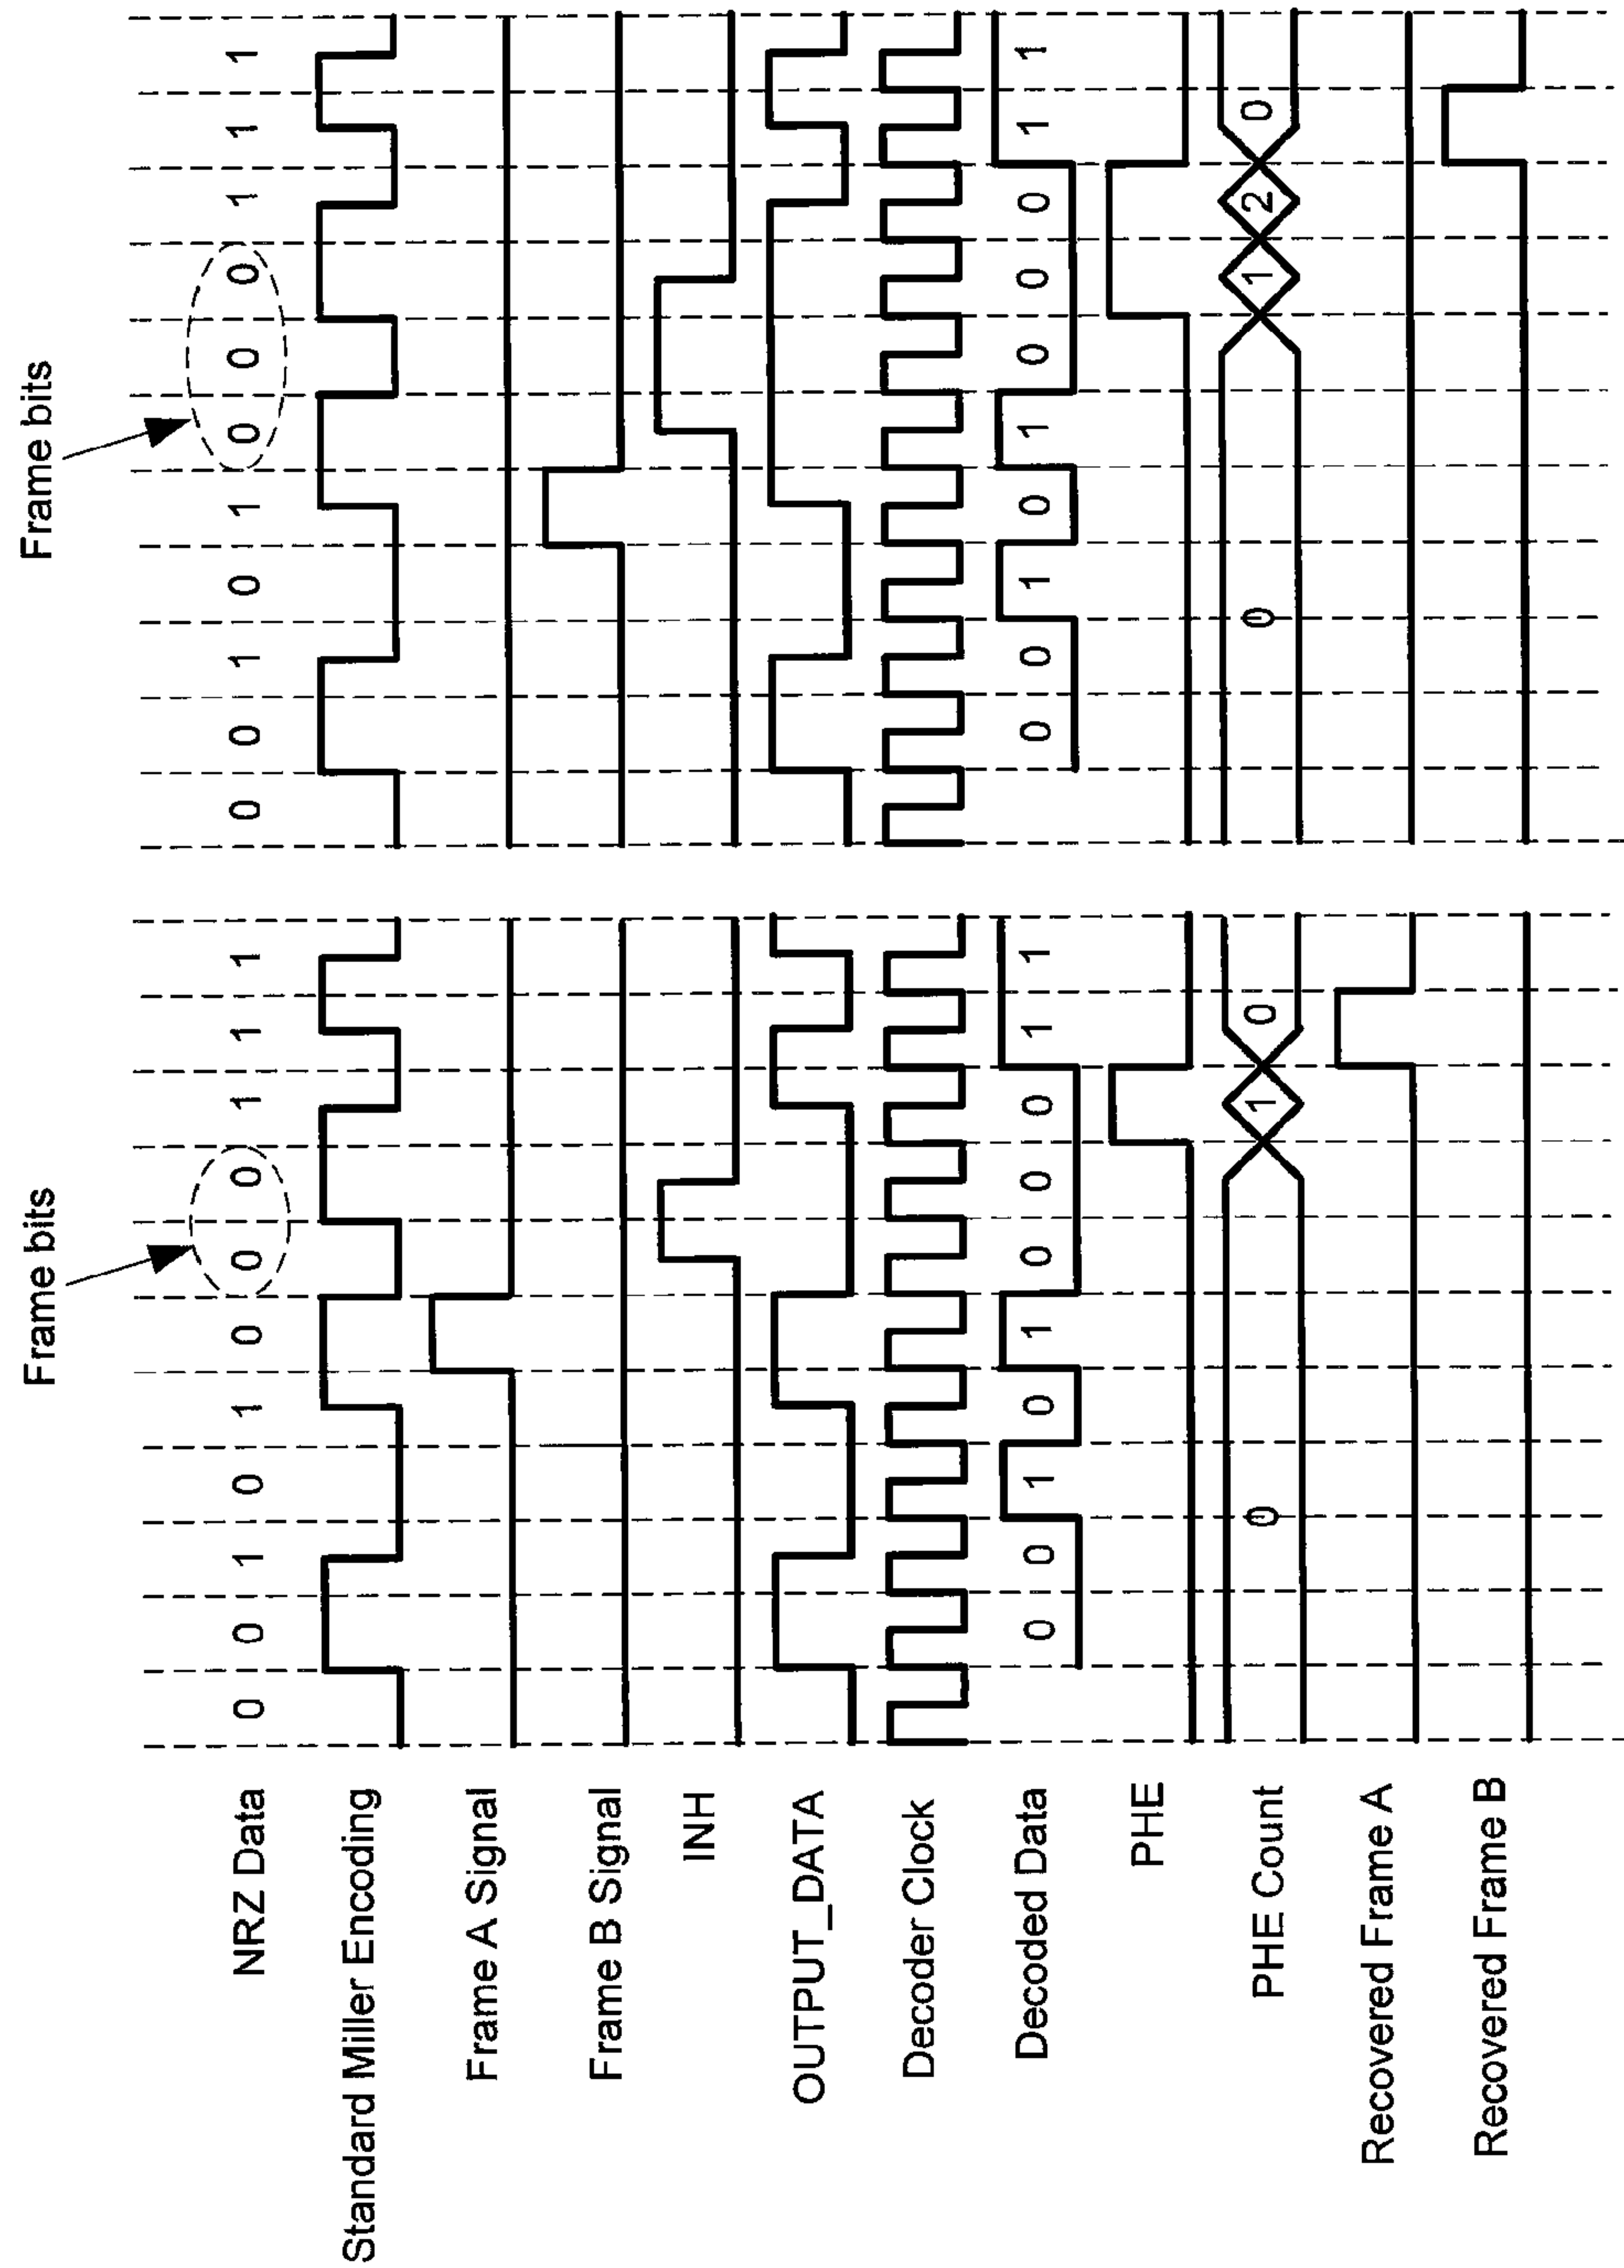 Frame bits Frame bits
NRZ Data 0 0 1 0 1 0 0 0 1 1 1 0 0 1 0 1 0 0 0 1 1 1
Standard Miller Encoding
Frame A Signal
Frame B Signal
INH
OUTPUT_DATA
Decoder Clock
Decoded Data 0 0 1 0 1 0 0 0 1 1 0 0 1 0 1 0 0 0 1 1
PHE
PHE Count 0 1 0 0 1 2 0
Recovered Frame A
Recovered Frame B